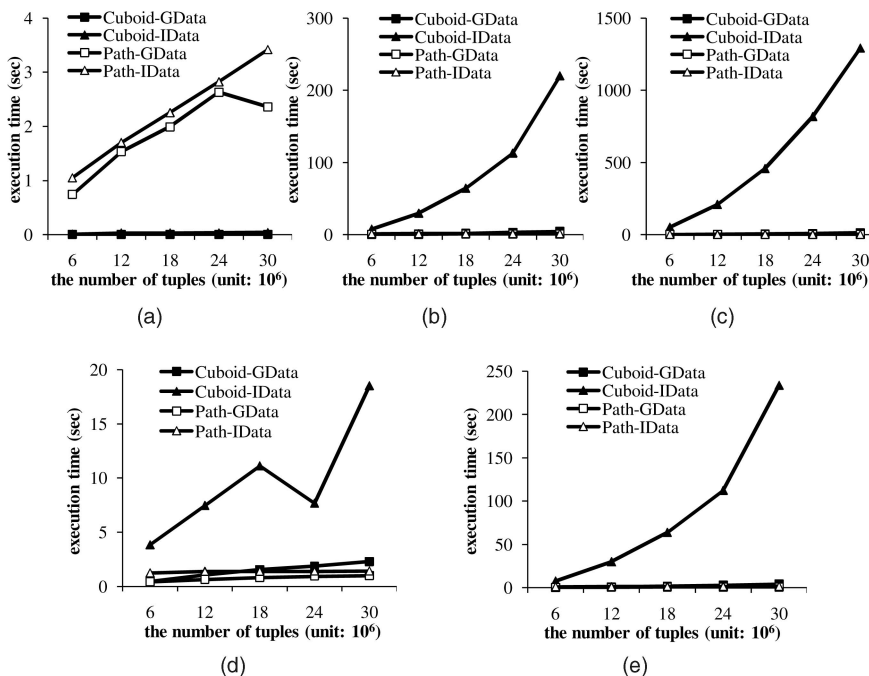 4
3
2
1
0
execution time (sec)
Cuboid-GData
Cuboid-IData
Path-GData
Path-IData
6 12 18 24 30
the number of tuples (unit: 10⁶)
(a)
300
200
100
0
execution time (sec)
Cuboid-GData
Cuboid-IData
Path-GData
Path-IData
6 12 18 24 30
the number of tuples (unit: 10⁶)
(b)
1500
1000
500
0
execution time (sec)
Cuboid-GData
Cuboid-IData
Path-GData
Path-IData
6 12 18 24 30
the number of tuples (unit: 10⁶)
(c)
20
15
10
5
0
execution time (sec)
Cuboid-GData
Cuboid-IData
Path-GData
Path-IData
6 12 18 24 30
the number of tuples (unit: 10⁶)
(d)
250
200
150
100
50
0
execution time (sec)
Cuboid-GData
Cuboid-IData
Path-GData
Path-IData
6 12 18 24 30
the number of tuples (unit: 10⁶)
(e)